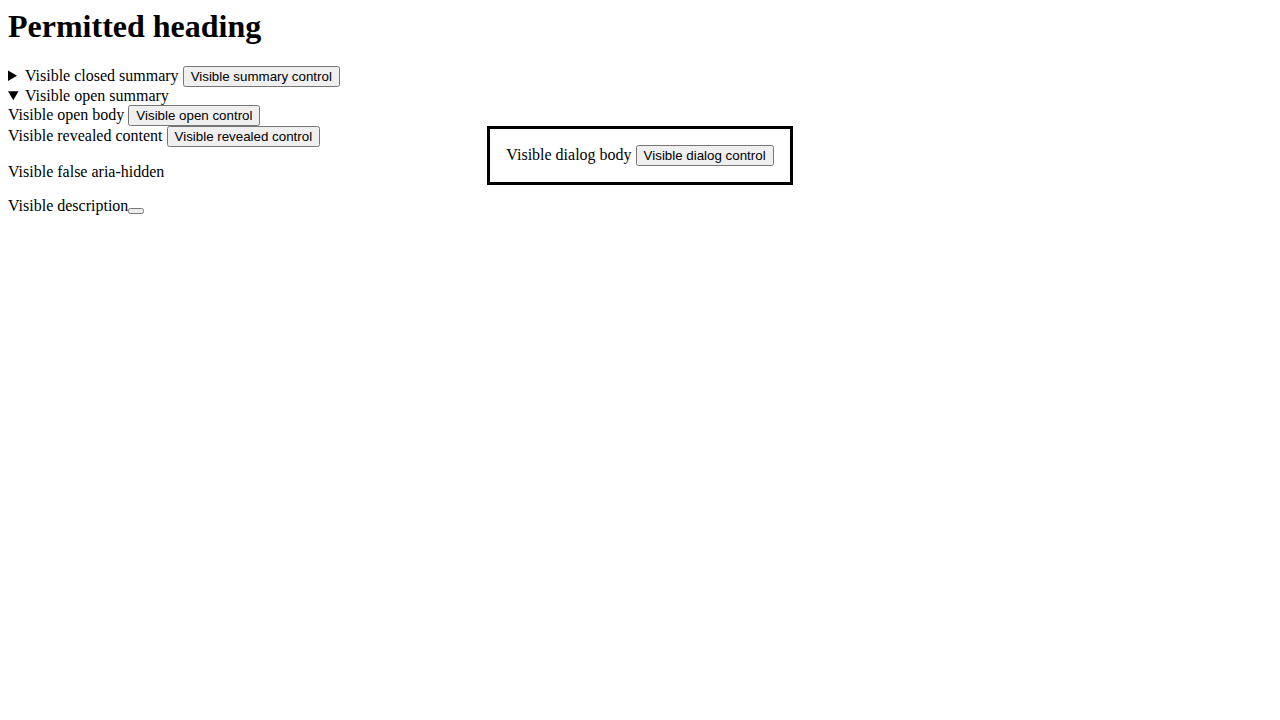 Permitted heading
Visible closed summary Visible summary control
Visible open summary
Visible open body Visible open control
Visible revealed content Visible revealed control
Visible dialog body Visible dialog control
Visible false aria-hidden
Visible description